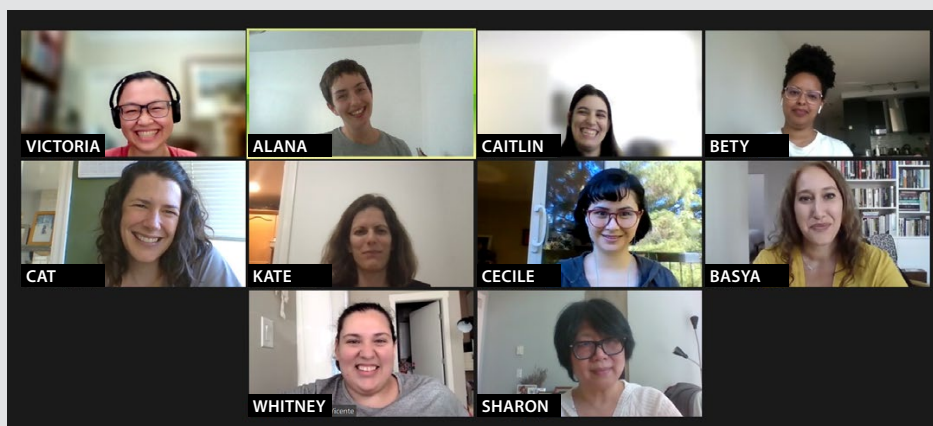 VICTORIA
ALANA
CAITLIN
BETY
CAT
KATE
CECILE
BASYA
WHITNEY
SHARON